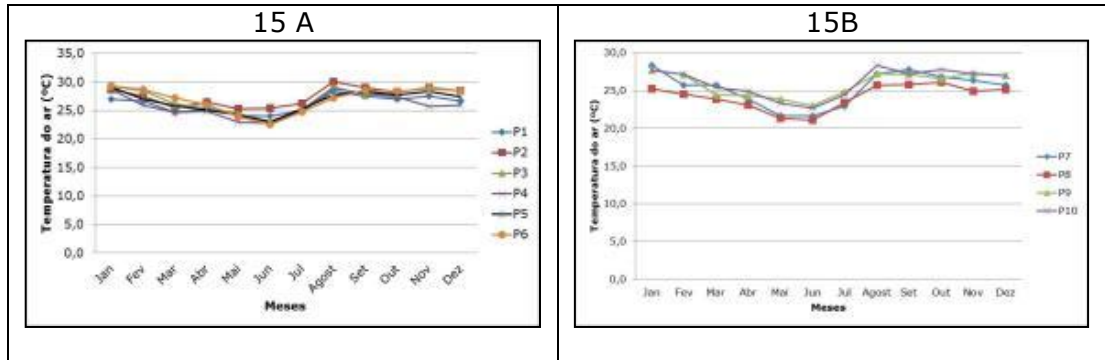 15 A
35,0
30,0
25,0
20,0
15,0
10,0
5,0
0,0
Temperatura do ar (ºC)
Jan Fev Mar Abr Mai Jun Jul Agost Set Out Nov Dez
Meses
P1
P2
P3
P4
P5
P6
15B
30,0
25,0
20,0
15,0
10,0
5,0
0,0
Temperatura do ar (ºC)
Jan Fev Mar Abr Mai Jun Jul Agost Set Out Nov Dez
Meses
P7
P8
P9
P10